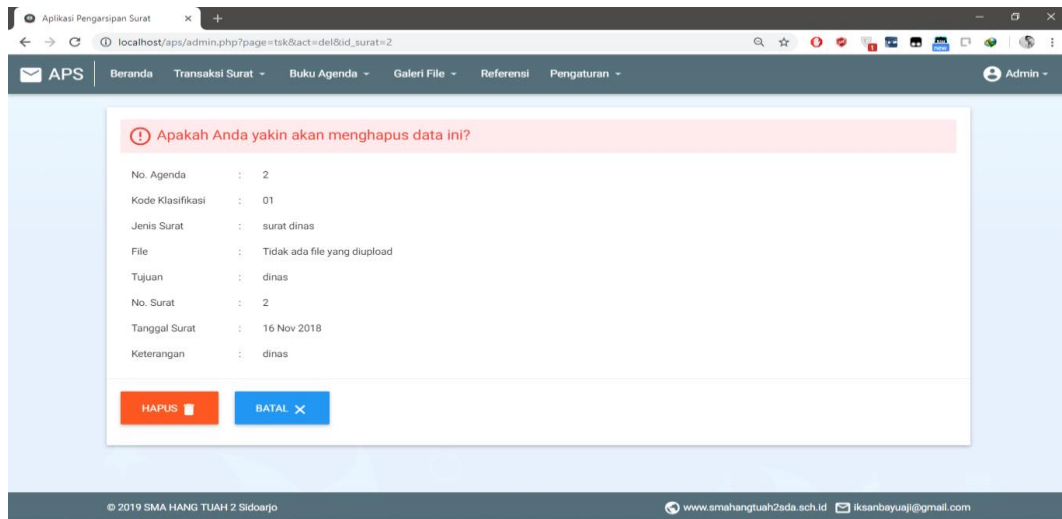 Aplikasi Pengarsipan Surat
localhost/aps/admin.php?page=tsk&act=del&id_surat=2
APS Beranda Transaksi Surat Buku Agenda Galeri File Referensi Pengaturan Admin
Apakah Anda yakin akan menghapus data ini?
No. Agenda : 2
Kode Klasifikasi : 01
Jenis Surat : surat dinas
File : Tidak ada file yang diupload
Tujuan : dinas
No. Surat : 2
Tanggal Surat : 16 Nov 2018
Keterangan : dinas
HAPUS BATAL
© 2019 SMA HANG TUAH 2 Sidoarjo www.smahangtuah2sda.sch.id iksanbayuaji@gmail.com